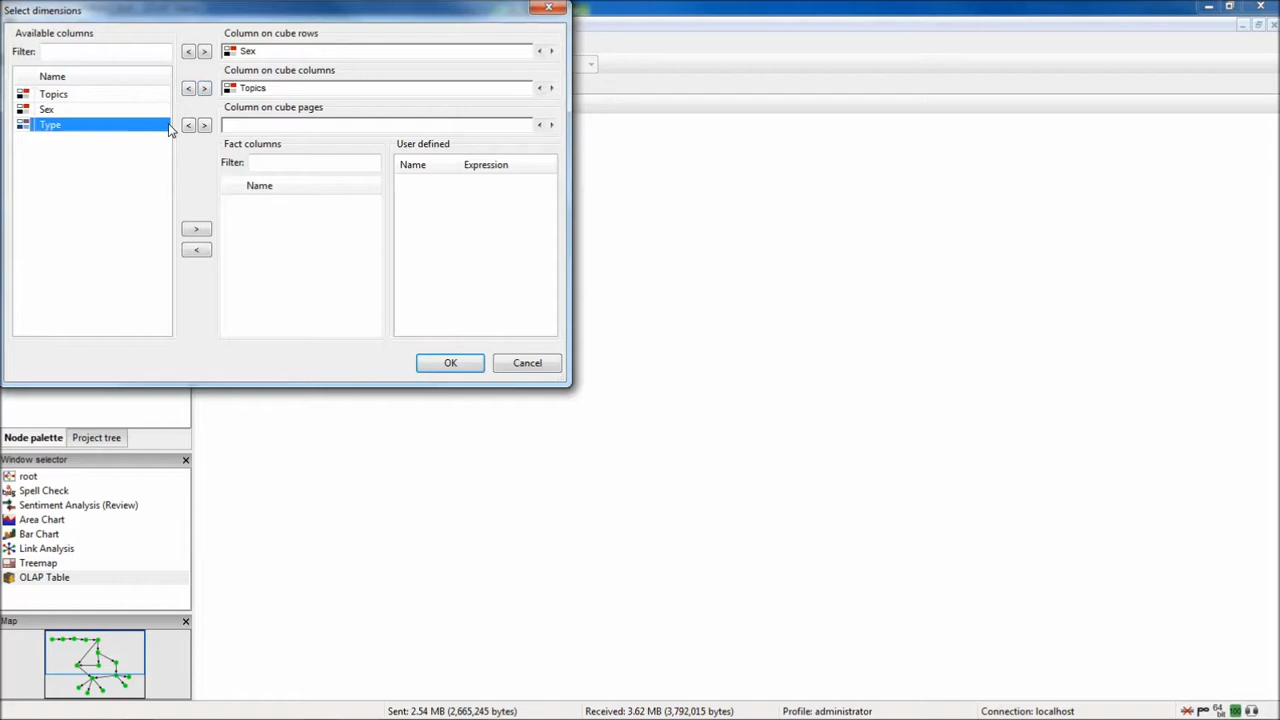 Select dimensions
Available columns
Filter:
Name
Topics
Sex
Type
< >
Column on cube rows
Sex
< >
Column on cube columns
Topics
< >
Column on cube pages
Fact columns
Filter:
Name
User defined
Name Expression
>
<
OK Cancel
Node palette Project tree
Window selector
root
Spell Check
Sentiment Analysis (Review)
Area Chart
Bar Chart
Link Analysis
Treemap
OLAP Table
Map
Sent: 2.54 MB (2,665,245 bytes) Received: 3.62 MB (3,792,015 bytes) Profile: administrator Connection: localhost
64
bit